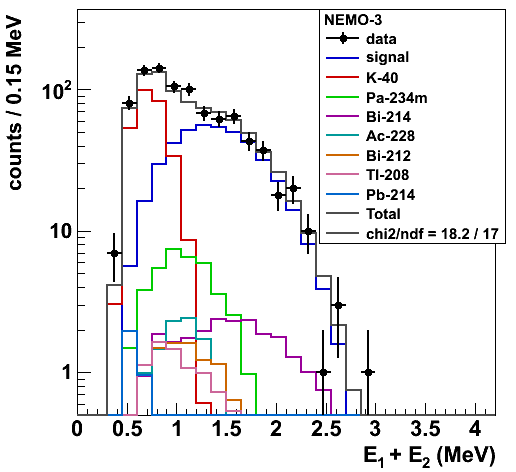 counts / 0.15 MeV
10²
10
1
NEMO-3
data
signal
K-40
Pa-234m
Bi-214
Ac-228
Bi-212
Tl-208
Pb-214
Total
chi2/ndf = 18.2 / 17
0 0.5 1 1.5 2 2.5 3 3.5 4
E₁ + E₂ (MeV)